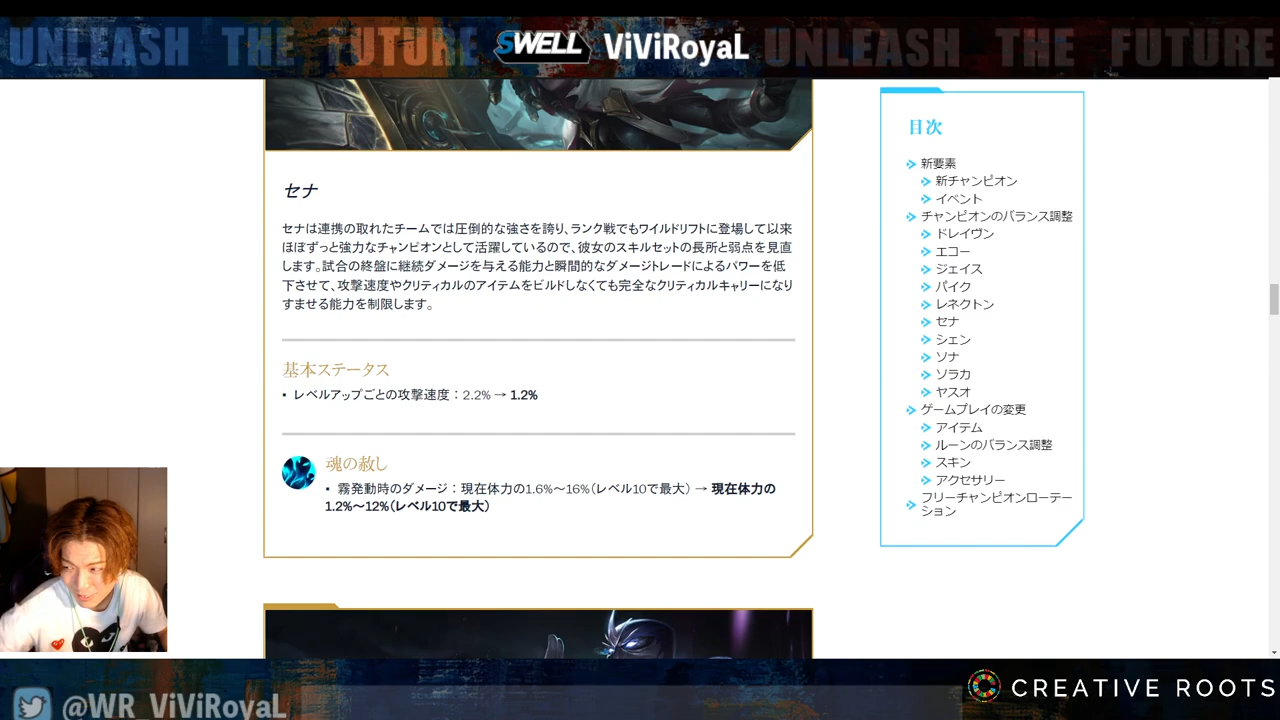 UNLEASH THE FUTURE SWELL ViViRoyaL UNLEASH THE FUTURE
セナ
セナは連携の取れたチームでは圧倒的な強さを誇り、ランク戦でもワイルドリフトに登場して以来
ほぼずっと強力なチャンピオンとして活躍しているので、彼女のスキルセットの長所と弱点を見直
します。試合の終盤に継続ダメージを与える能力と瞬間的なダメージトレードによるパワーを低
下させて、攻撃速度やクリティカルのアイテムをビルドしなくても完全なクリティカルキャリーになり
すませる能力を制限します。
基本ステータス
• レベルアップごとの攻撃速度：2.2% → 1.2%
魂の赦し
• 霧発動時のダメージ：現在体力の1.6%～16%（レベル10で最大） → 現在体力の
1.2%～12%（レベル10で最大）
目次
新要素
新チャンピオン
イベント
チャンピオンのバランス調整
ドレイヴン
エコー
ジェイス
パイク
レネクトン
セナ
シェン
ソナ
ソラカ
ヤスオ
ゲームプレイの変更
アイテム
ルーンのバランス調整
スキン
アクセサリー
フリーチャンピオンローテー
ション
@WR_ViViRoyaL
CREATIVE ROOTS